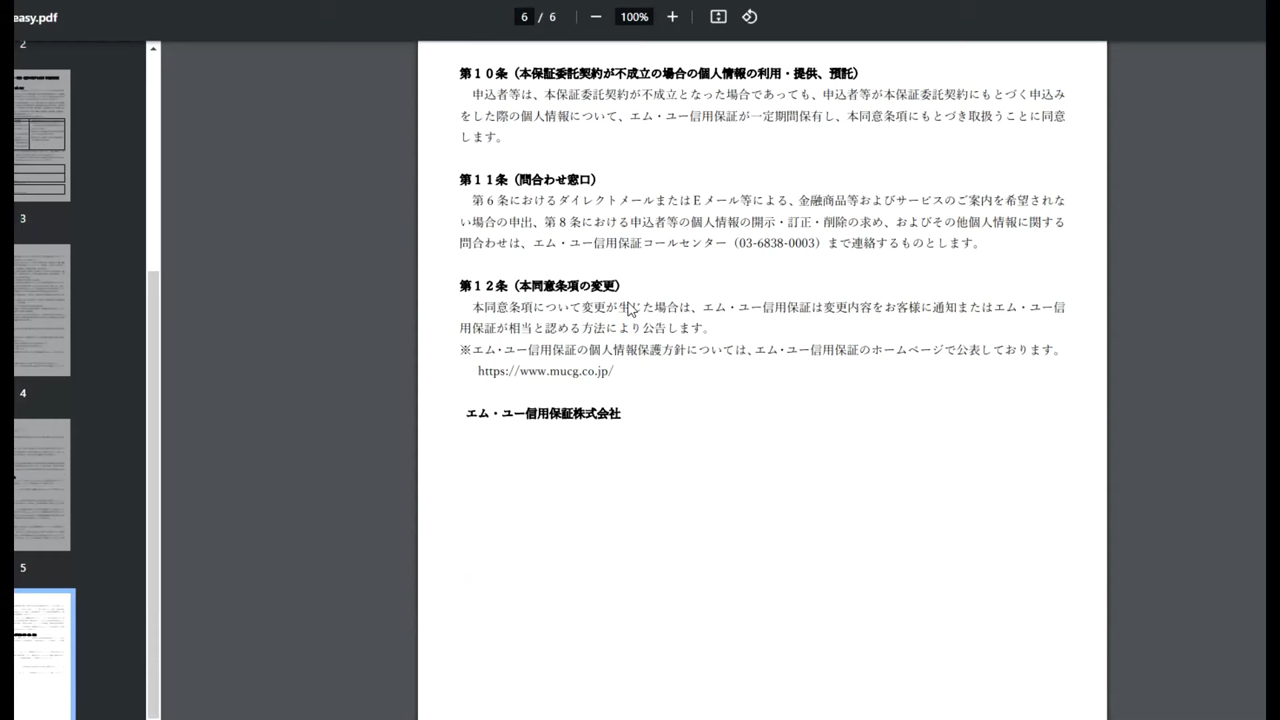 easy.pdf
6 / 6
100%
2
3
4
5
第１０条（本保証委託契約が不成立の場合の個人情報の利用・提供、預託）
申込者等は、本保証委託契約が不成立となった場合であっても、申込者等が本保証委託契約にもとづく申込み
をした際の個人情報について、エム・ユー信用保証が一定期間保有し、本同意条項にもとづき取扱うことに同意
します。
第１１条（問合わせ窓口）
第６条におけるダイレクトメールまたはＥメール等による、金融商品等およびサービスのご案内を希望されな
い場合の申出、第８条における申込者等の個人情報の開示・訂正・削除の求め、およびその他個人情報に関する
問合わせは、エム・ユー信用保証コールセンター（03-6838-0003）まで連絡するものとします。
第１２条（本同意条項の変更）
本同意条項について変更が生じた場合は、エム・ユー信用保証は変更内容をお客様に通知またはエム・ユー信
用保証が相当と認める方法により公告します。
※エム・ユー信用保証の個人情報保護方針については、エム・ユー信用保証のホームページで公表しております。
https://www.mucg.co.jp/
エム・ユー信用保証株式会社